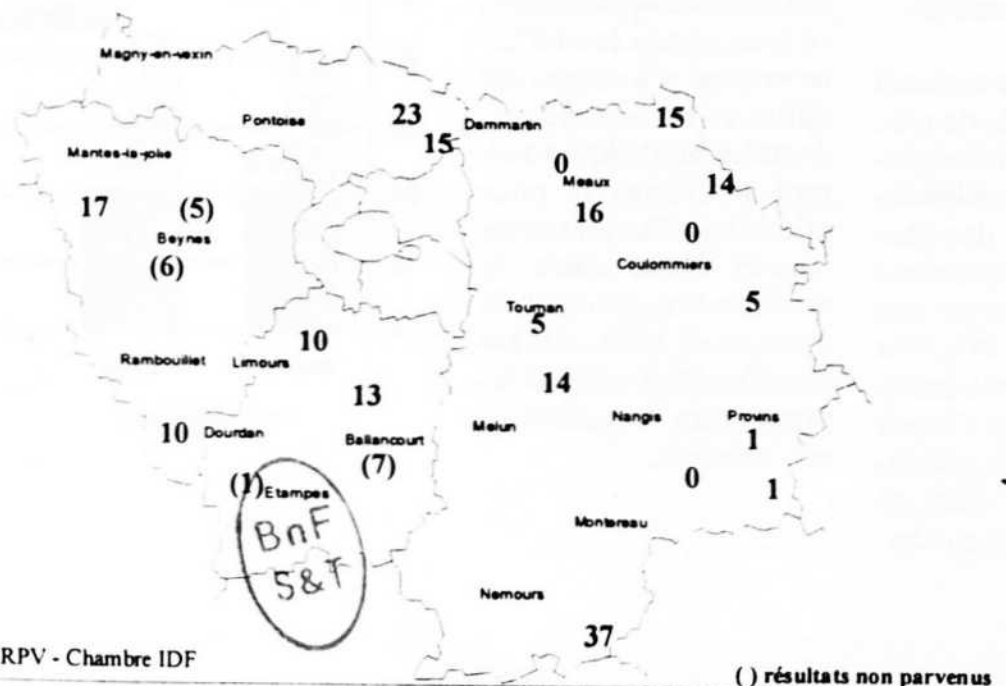 Magny-en-vexin
Pontoise 23 Dammartin 15
15
Mantes-la-jolie 0
Meaux 14
17 (5) 16 0
Beynes
(6) Coulommiers
Tournan 5
10 5
Rambouillet Limours
13 14
10 Dourdan Ballancourt Melun Nangis Provins
(7) 1
(1) Etampes 0 1
BnF Montereau
S&T
Nemours
37
RPV - Chambre IDF
( ) résultats non parvenus